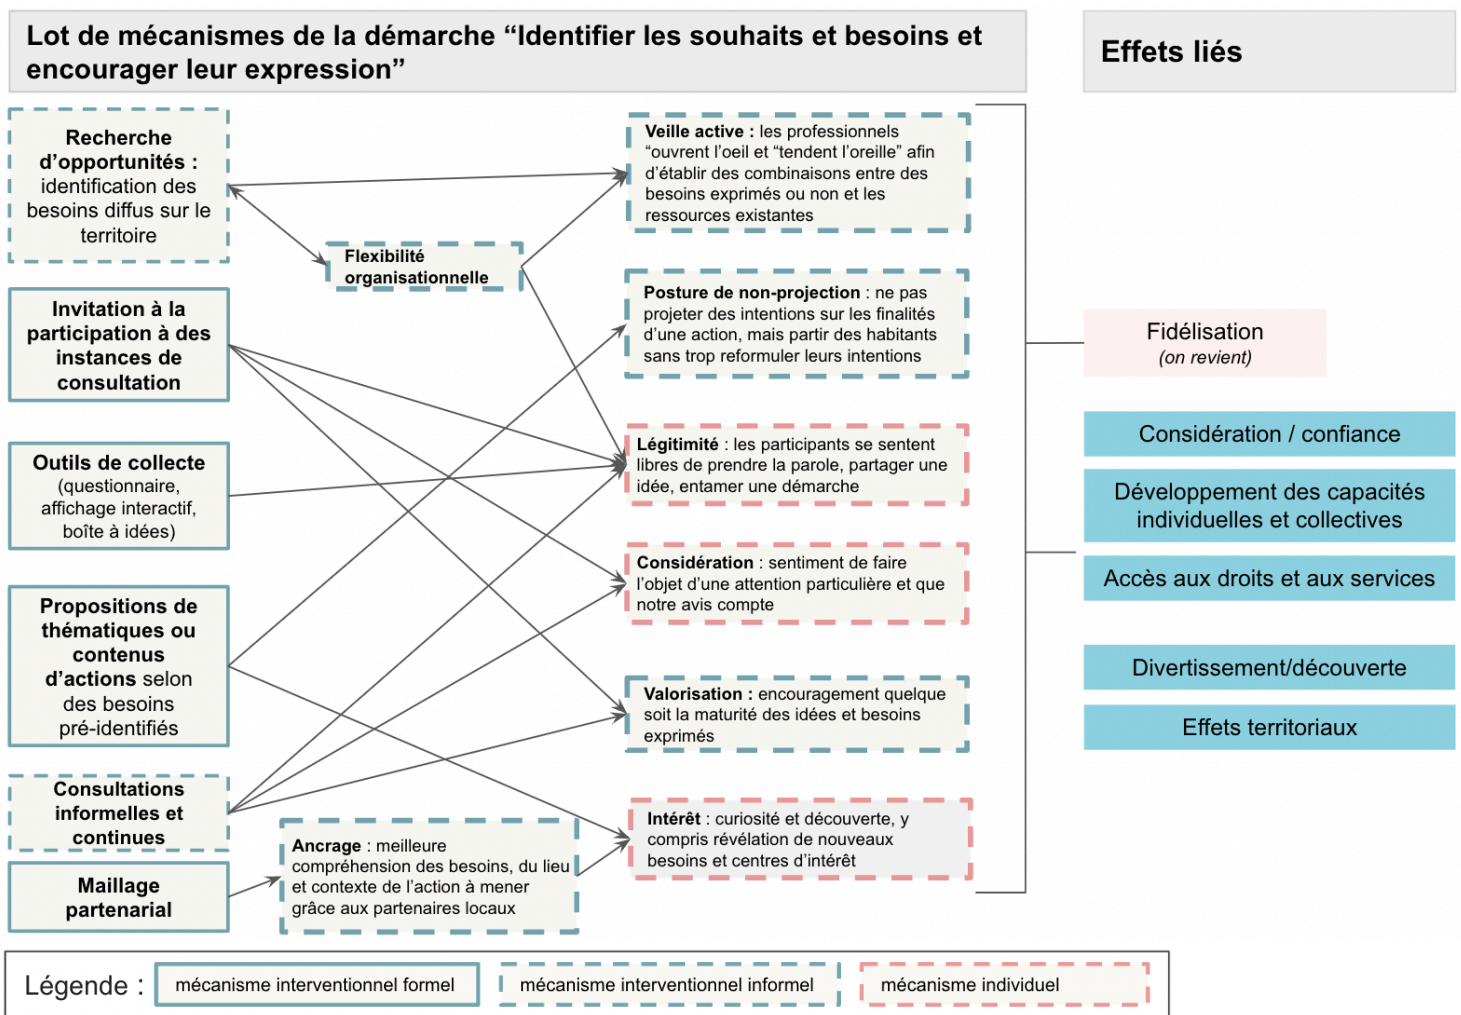 Lot de mécanismes de la démarche “Identifier les souhaits et besoins et
encourager leur expression”
Effets liés
Recherche
d’opportunités :
identification des
besoins diffus sur le
territoire
Invitation à la
participation à des
instances de
consultation
Outils de collecte
(questionnaire,
affichage interactif,
boîte à idées)
Propositions de
thématiques ou
contenus
d’actions selon
des besoins
pré-identifiés
Consultations
informelles et
continues
Maillage
partenarial
Flexibilité
organisationnelle
Ancrage : meilleure
compréhension des besoins, du lieu
et contexte de l’action à mener
grâce aux partenaires locaux
Veille active : les professionnels
“ouvrent l’oeil et “tendent l’oreille” afin
d’établir des combinaisons entre des
besoins exprimés ou non et les
ressources existantes
Posture de non-projection : ne pas
projeter des intentions sur les finalités
d’une action, mais partir des habitants
sans trop reformuler leurs intentions
Légitimité : les participants se sentent
libres de prendre la parole, partager une
idée, entamer une démarche
Considération : sentiment de faire
l’objet d’une attention particulière et que
notre avis compte
Valorisation : encouragement quelque
soit la maturité des idées et besoins
exprimés
Intérêt : curiosité et découverte, y
compris révélation de nouveaux
besoins et centres d’intérêt
Fidélisation
(on revient)
Considération / confiance
Développement des capacités
individuelles et collectives
Accès aux droits et aux services
Divertissement/découverte
Effets territoriaux
Légende :
mécanisme interventionnel formel
mécanisme interventionnel informel
mécanisme individuel